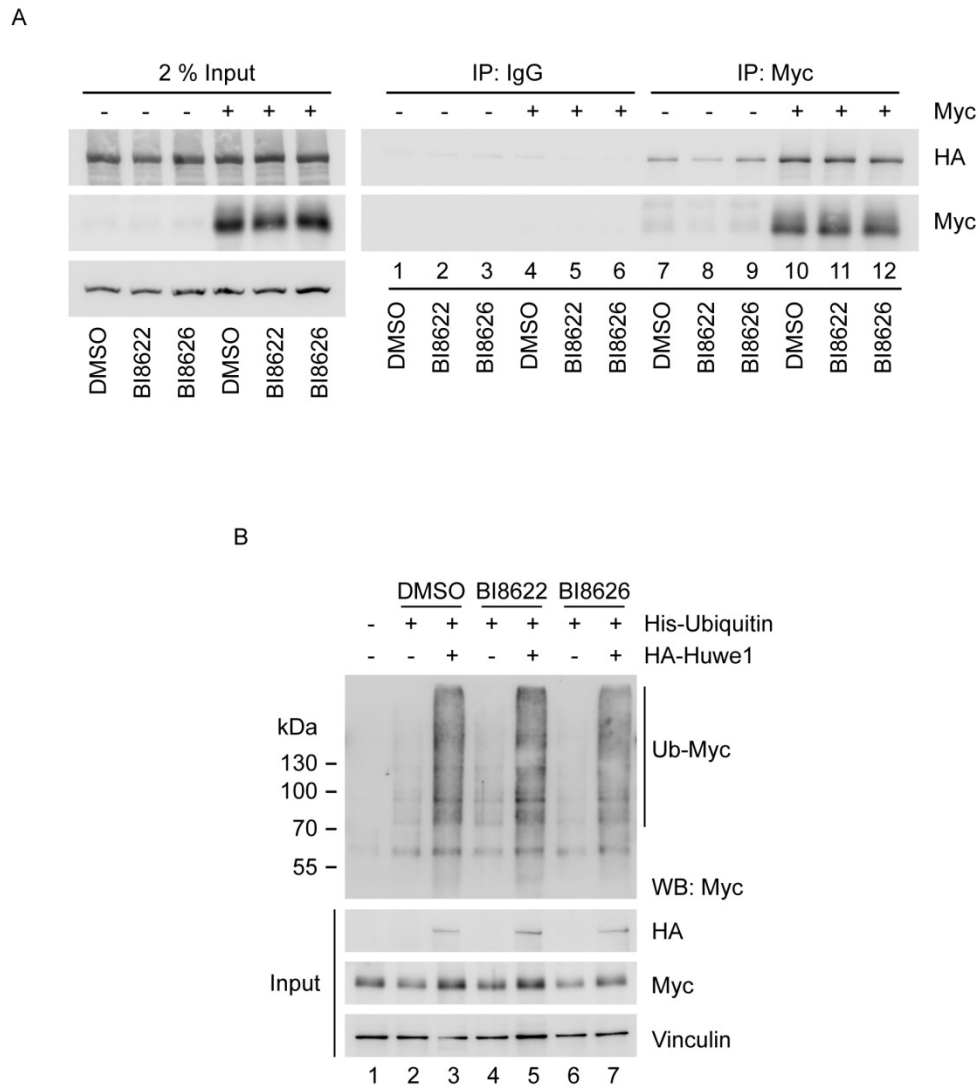 A
2 % Input IP: IgG IP: Myc
- - - + + + - - - + + + - - - + + + Myc
HA
Myc
1 2 3 4 5 6 7 8 9 10 11 12
DMSO BI8622 BI8626 DMSO BI8622 BI8626 DMSO BI8622 BI8626 DMSO BI8622 BI8626 DMSO BI8622 BI8626 DMSO BI8622 BI8626
B
DMSO BI8622 BI8626
- + + + + + + His-Ubiquitin
- - + - + - + HA-Huwe1
kDa
130 –
100 –
70 –
55 –
Ub-Myc
WB: Myc
Input
HA
Myc
Vinculin
1 2 3 4 5 6 7